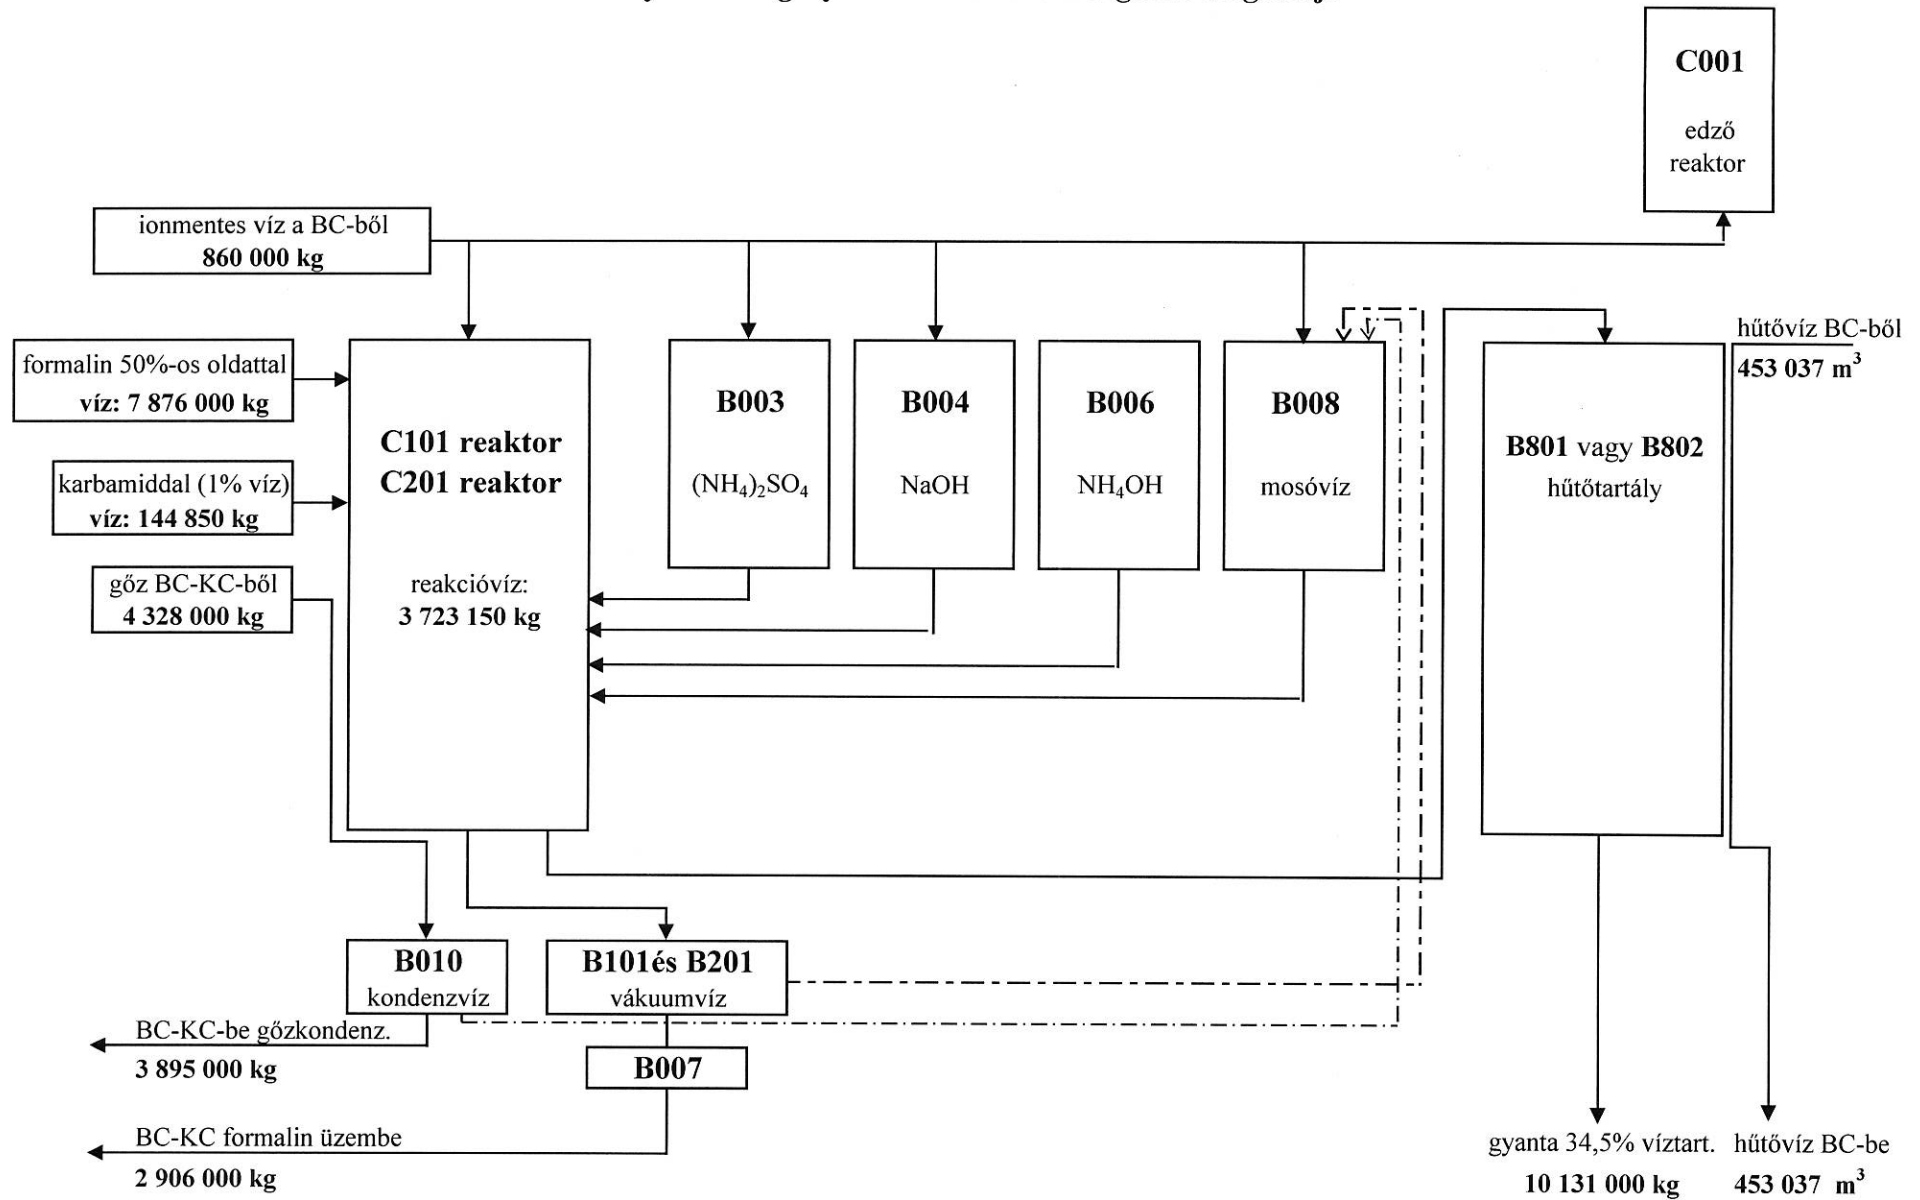 C001
edző
reaktor
ionmentes víz a BC-ből
860 000 kg
formalin 50%-os oldattal
víz: 7 876 000 kg
karbamiddal (1% víz)
víz: 144 850 kg
gőz BC-KC-ből
4 328 000 kg
C101 reaktor
C201 reaktor
reakcióvíz:
3 723 150 kg
B003
(NH₄)₂SO₄
B004
NaOH
B006
NH₄OH
B008
mosóvíz
B801 vagy B802
hűtőtartály
hűtővíz BC-ből
453 037 m³
B010
kondenzvíz
B101és B201
vákuumvíz
BC-KC-be gőzkondenz.
3 895 000 kg
B007
BC-KC formalin üzembe
2 906 000 kg
gyanta 34,5% víztart.
10 131 000 kg
hűtővíz BC-be
453 037 m³